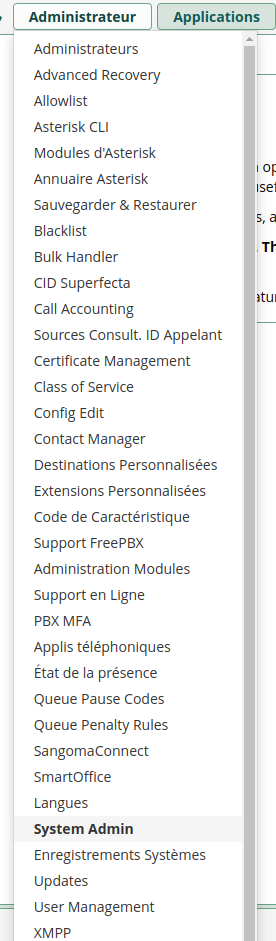 Administrateur
Applications
Administrateurs
Advanced Recovery
Allowlist
Asterisk CLI
Modules d'Asterisk
Annuaire Asterisk
Sauvegarder & Restaurer
Blacklist
Bulk Handler
CID Superfecta
Call Accounting
Sources Consult. ID Appelant
Certificate Management
Class of Service
Config Edit
Contact Manager
Destinations Personnalisées
Extensions Personnalisées
Code de Caractéristique
Support FreePBX
Administration Modules
Support en Ligne
PBX MFA
Applis téléphoniques
État de la présence
Queue Pause Codes
Queue Penalty Rules
SangomaConnect
SmartOffice
Langues
System Admin
Enregistrements Systèmes
Updates
User Management
XMPP